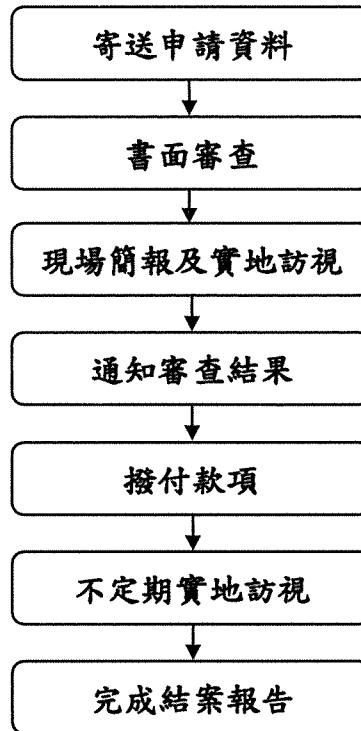 寄送申請資料
書面審查
現場簡報及實地訪視
通知審查結果
撥付款項
不定期實地訪視
完成結案報告